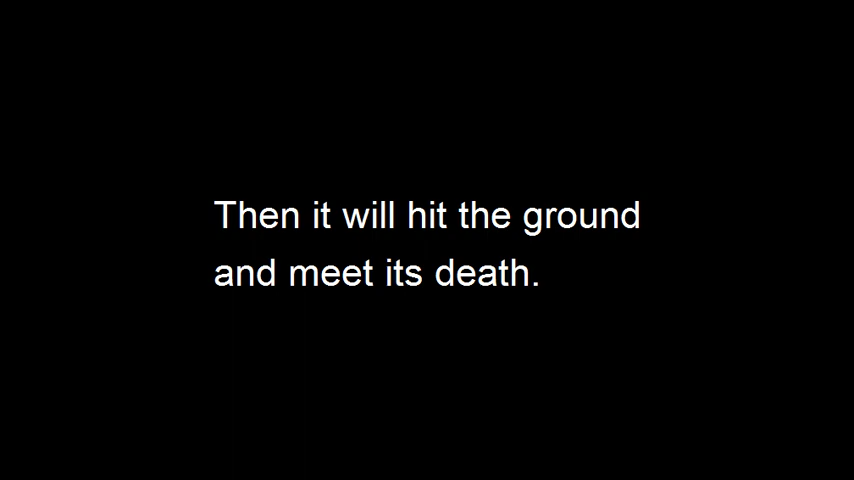 Then it will hit the ground
and meet its death.